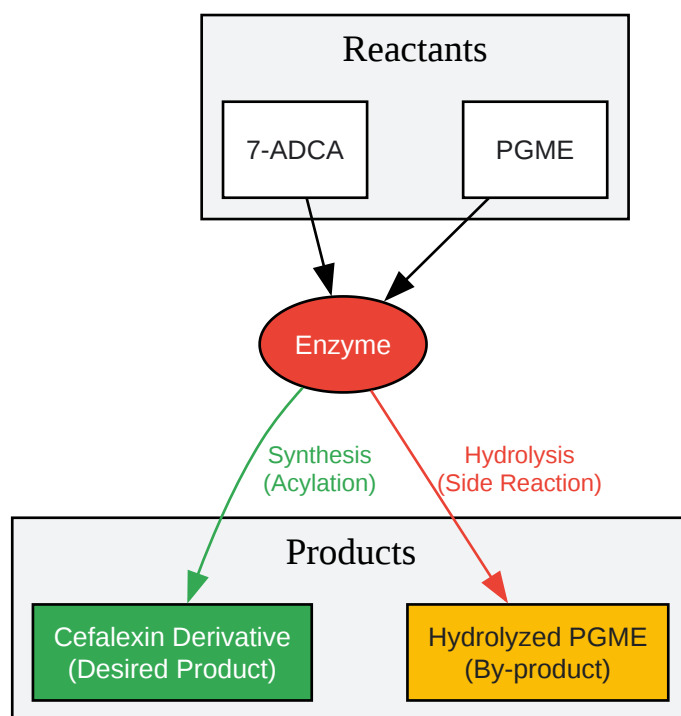 Reactants
7-ADCA
PGME
Enzyme
Synthesis
(Acylation)
Hydrolysis
(Side Reaction)
Products
Cefalexin Derivative
(Desired Product)
Hydrolyzed PGME
(By-product)